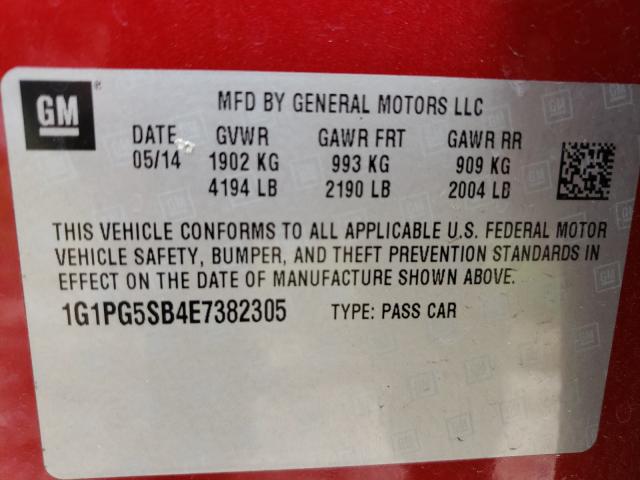 GM ®
MFD BY GENERAL MOTORS LLC
DATE GVWR GAWR FRT GAWR RR
05/14 1902 KG 993 KG 909 KG
4194 LB 2190 LB 2004 LB
THIS VEHICLE CONFORMS TO ALL APPLICABLE U.S. FEDERAL MOTOR
VEHICLE SAFETY, BUMPER, AND THEFT PREVENTION STANDARDS IN
EFFECT ON THE DATE OF MANUFACTURE SHOWN ABOVE.
1G1PG5SB4E7382305 TYPE: PASS CAR